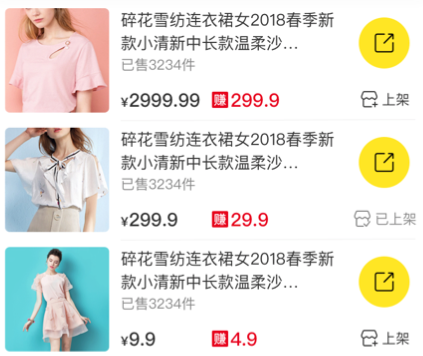 碎花雪纺连衣裙女2018春季新
款小清新中长款温柔沙...
已售3234件
¥2999.99 赚 299.9 上架
碎花雪纺连衣裙女2018春季新
款小清新中长款温柔沙...
已售3234件
¥299.9 赚 29.9 已上架
碎花雪纺连衣裙女2018春季新
款小清新中长款温柔沙...
已售3234件
¥9.9 赚 4.9 上架